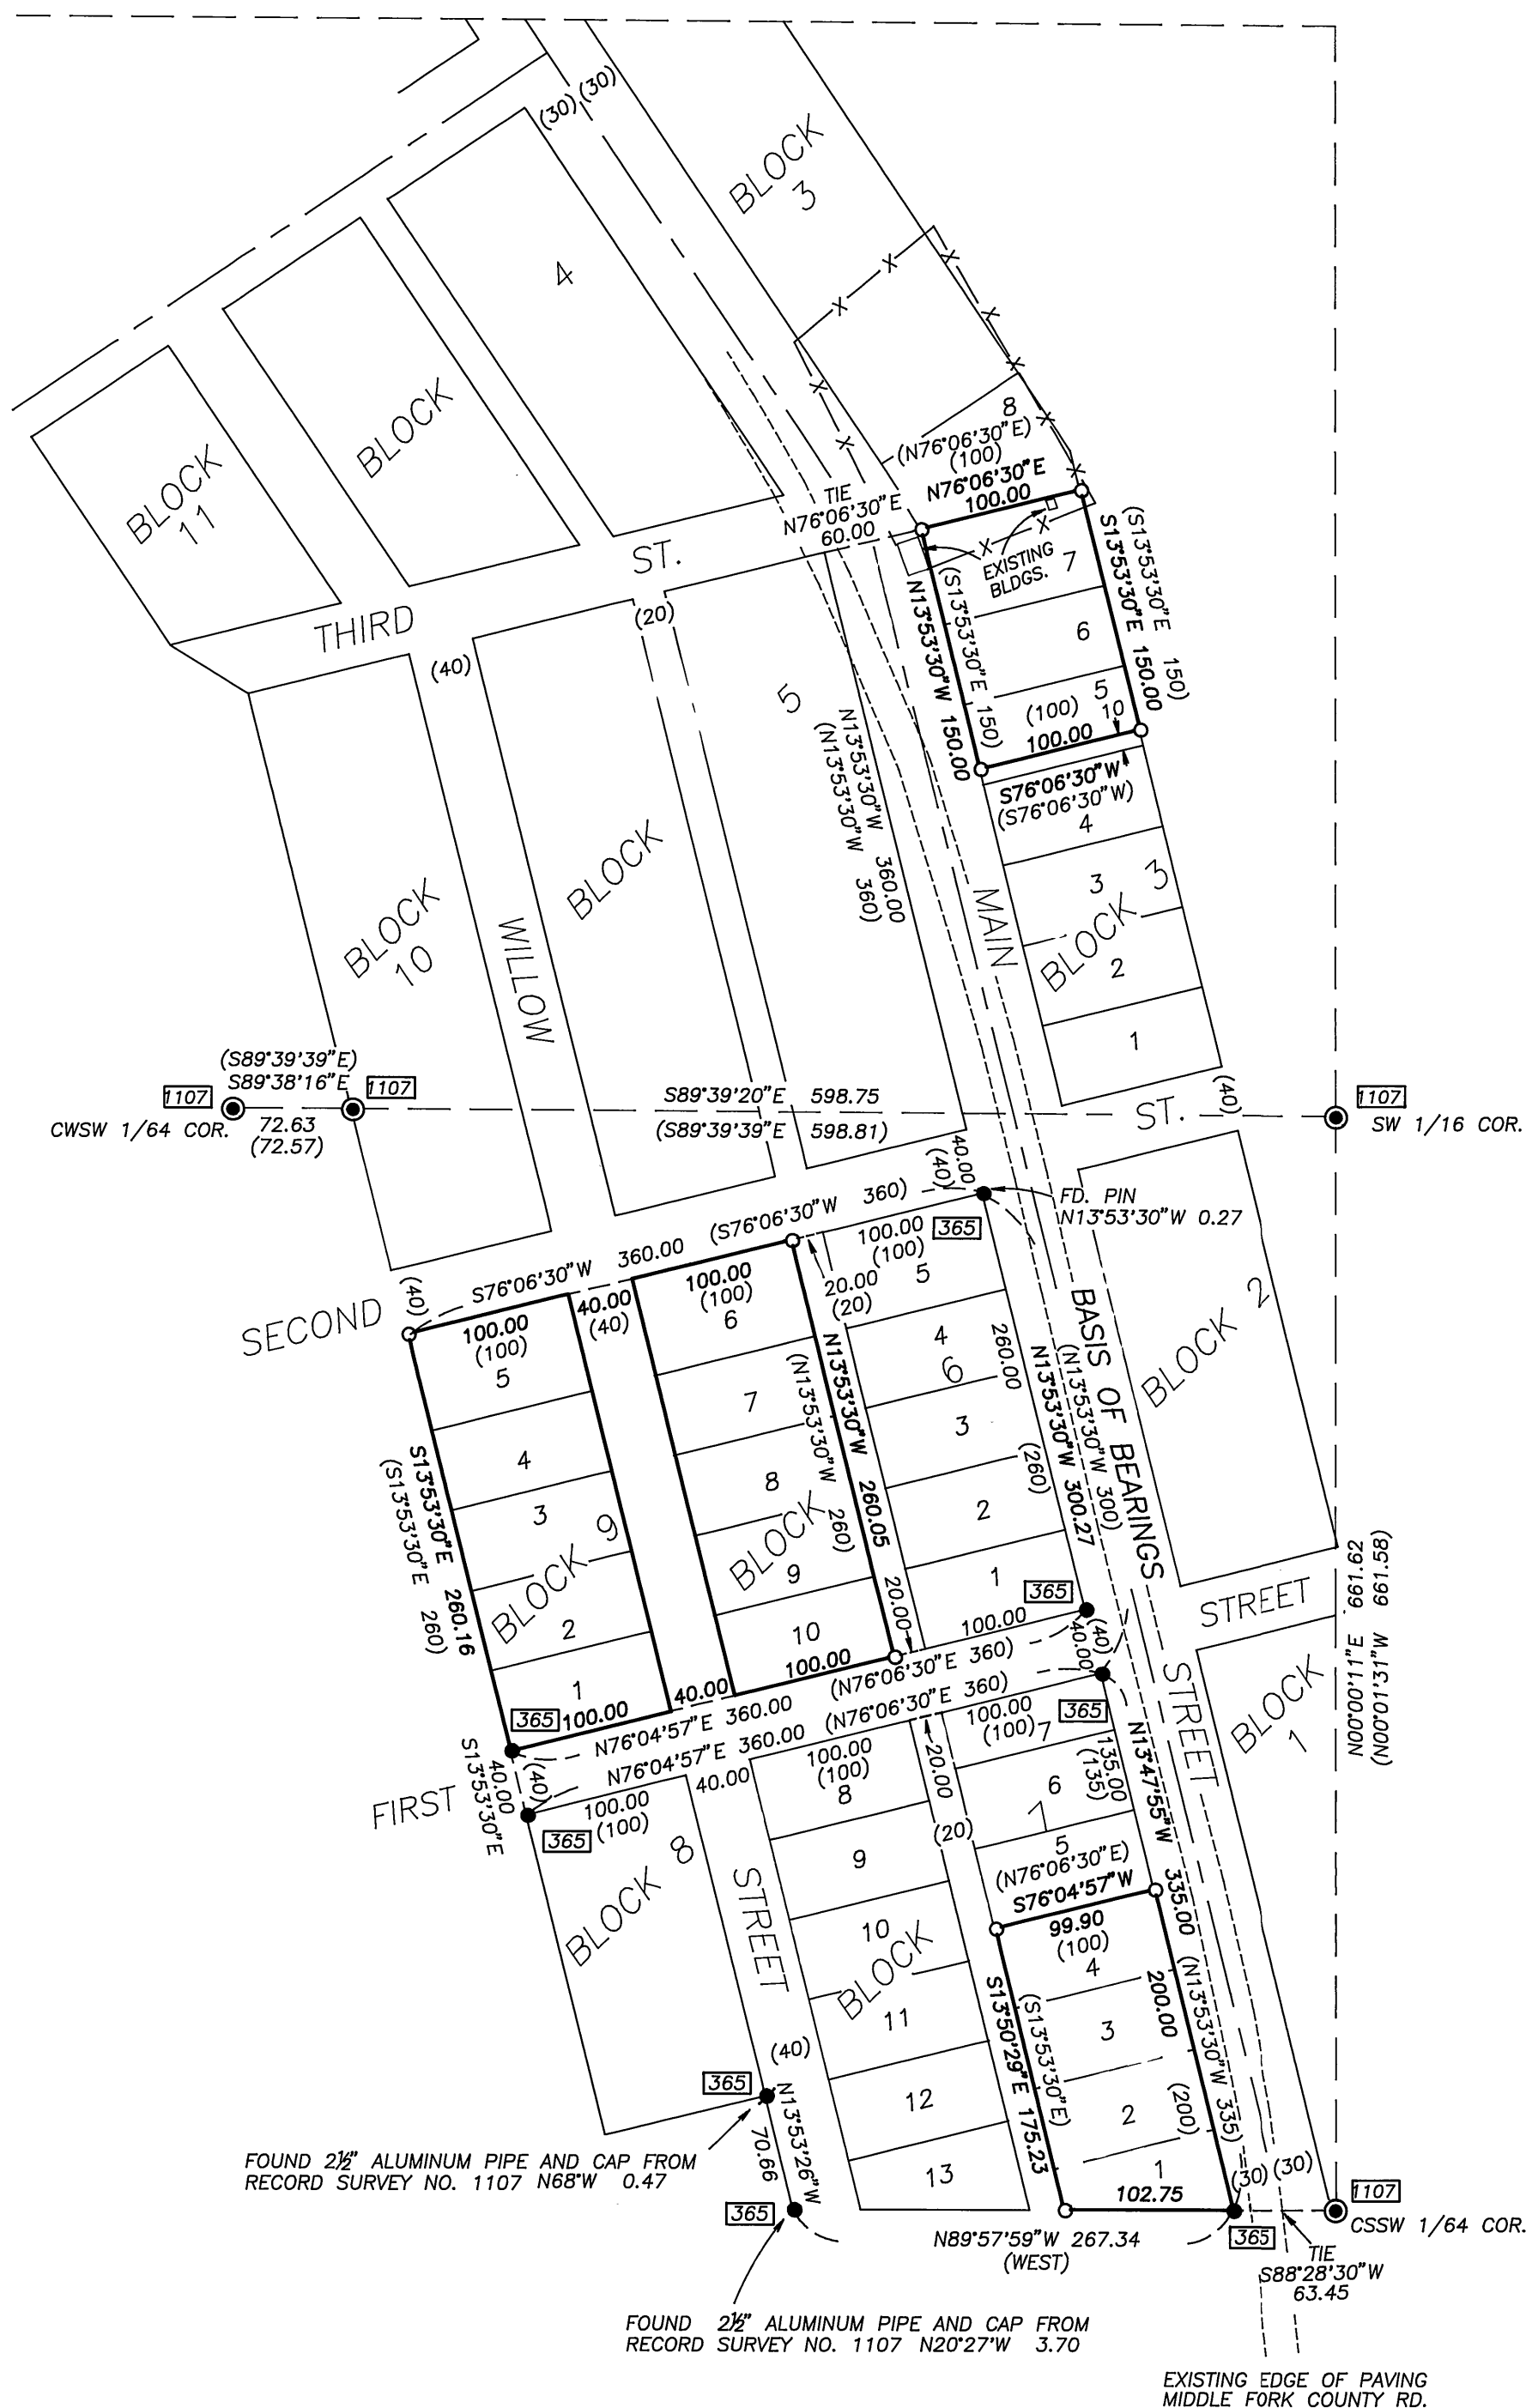 (30)
(30)
BLOCK
3
4
BLOCK
BLOCK
11
8
(N76°06'30"E)
(100)
N76°06'30"E
100.00
TIE
N76°06'30"E
60.00
EXISTING
BLDGS.
7
6
5
(100)
10
100.00
S76°06'30"W
(S76°06'30"W)
N13°53'30"W 150.00
(S13°53'30"E 150)
S13°53'30"E 150.00
(S13°53'30"E 150)
THIRD
ST.
(20)
(40)
5
N13°53'30"W 360.00
(N13°53'30"W 360)
4
3
BLOCK 3
2
1
MAIN
BLOCK
BLOCK
10
WILLOW
(S89°39'39"E)
S89°38'16"E
1107
1107
CWSW 1/64 COR.
72.63
(72.57)
S89°39'20"E 598.75
(S89°39'39"E 598.81)
ST.
(40)
1107
SW 1/16 COR.
40.00
(40)
FD. PIN
N13°53'30"W 0.27
SECOND
(40)
S76°06'30"W 360.00
(S76°06'30"W 360)
100.00
(100)
5
40.00
(40)
100.00
(100)
6
20.00
(20)
100.00
(100)
365
5
4
6
3
2
1
260.00
(260)
N13°53'30"W 300.27
(N13°53'30"W 300)
BASIS OF BEARINGS
BLOCK 2
4
3
BLOCK 9
2
1
S13°53'30"E 260.16
(S13°53'30"E 260)
7
8
BLOCK
9
10
N13°53'30"W 260.05
(N13°53'30"W 260)
20.00
100.00
365
(40)
40.00
STREET
N00°00'11"E 661.62
(N00°01'31"W 661.58)
365
100.00
40.00
100.00
N76°04'57"E 360.00
(N76°06'30"E 360)
N76°04'57"E 360.00
(N76°06'30"E 360)
FIRST
40.00
S13°53'30"E
(40)
100.00
(100)
365
40.00
100.00
(100)
8
20.00
(20)
100.00
(100)
7
365
STREET
BLOCK
1
BLOCK 8
STREET
9
10
BLOCK
11
12
13
6
7
5
135.00
(135)
N13°47'55"W 335.00
(N13°53'30"W 335)
(N76°06'30"E)
S76°04'57"W
99.90
(100)
4
3
2
1
200.00
(200)
S13°50'29"E 175.23
(S13°53'30"E)
102.75
(40)
365
N13°53'26"W
70.66
365
FOUND 2½" ALUMINUM PIPE AND CAP FROM
RECORD SURVEY NO. 1107 N68°W 0.47
N89°57'59"W 267.34
(WEST)
(30)
(30)
365
1107
CSSW 1/64 COR.
TIE
S88°28'30"W
63.45
FOUND 2½" ALUMINUM PIPE AND CAP FROM
RECORD SURVEY NO. 1107 N20°27'W 3.70
EXISTING EDGE OF PAVING
MIDDLE FORK COUNTY RD.